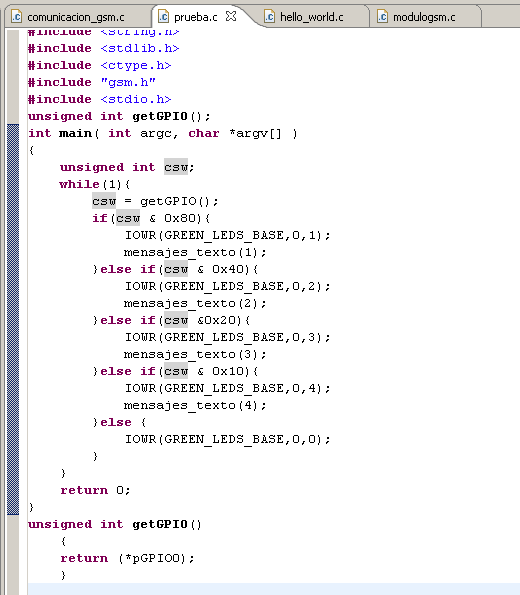 comunicacion_gsm.c prueba.c hello_world.c modulogsm.c
#include <string.h>
#include <stdlib.h>
#include <ctype.h>
#include "gsm.h"
#include <stdio.h>
unsigned int getGPIO();
int main( int argc, char *argv[] )
{
unsigned int csw;
while(1){
csw = getGPIO();
if(csw & 0x80){
IOWR(GREEN_LEDS_BASE,0,1);
mensajes_texto(1);
}else if(csw & 0x40){
IOWR(GREEN_LEDS_BASE,0,2);
mensajes_texto(2);
}else if(csw &0x20){
IOWR(GREEN_LEDS_BASE,0,3);
mensajes_texto(3);
}else if(csw & 0x10){
IOWR(GREEN_LEDS_BASE,0,4);
mensajes_texto(4);
}else {
IOWR(GREEN_LEDS_BASE,0,0);
}
}
return 0;
}
unsigned int getGPIO()
{
return (*pGPIO0);
}